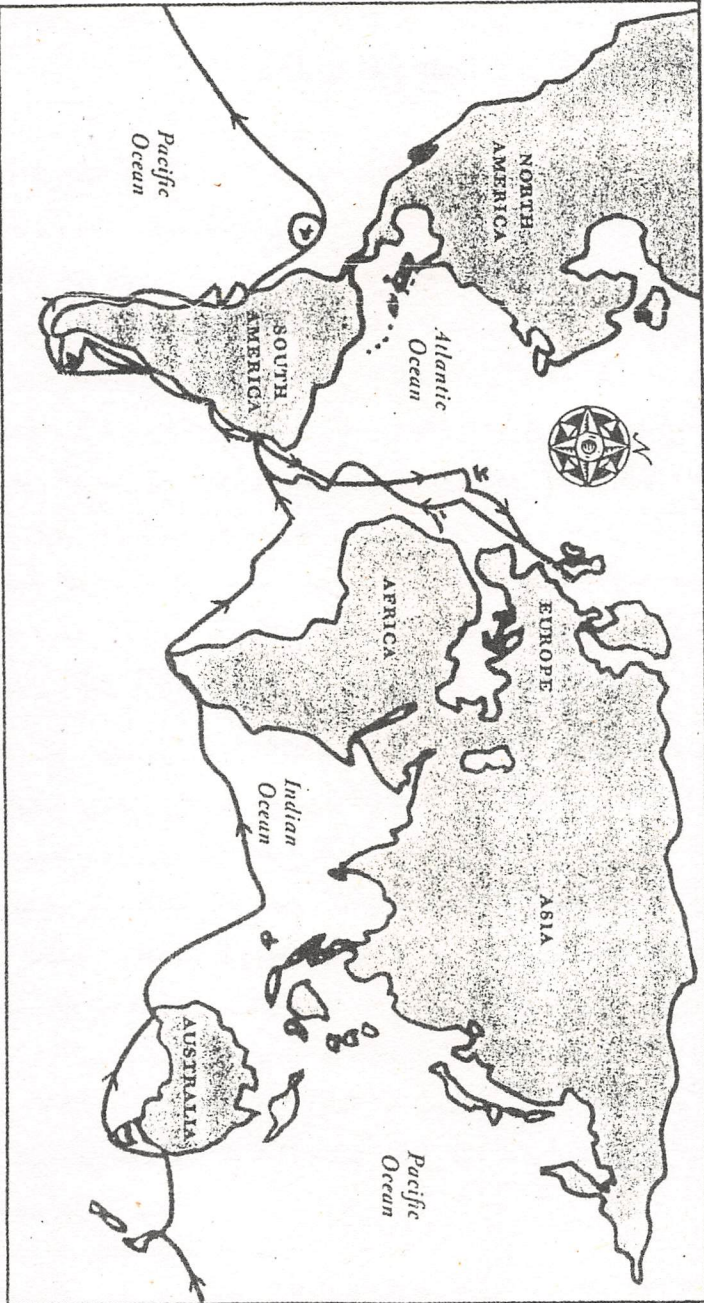 NORTH
AMERICA
Pacific
Ocean
Atlantic
Ocean
SOUTH
AMERICA
N
EUROPE
AFRICA
ASIA
Indian
Ocean
AUSTRALIA
Pacific
Ocean